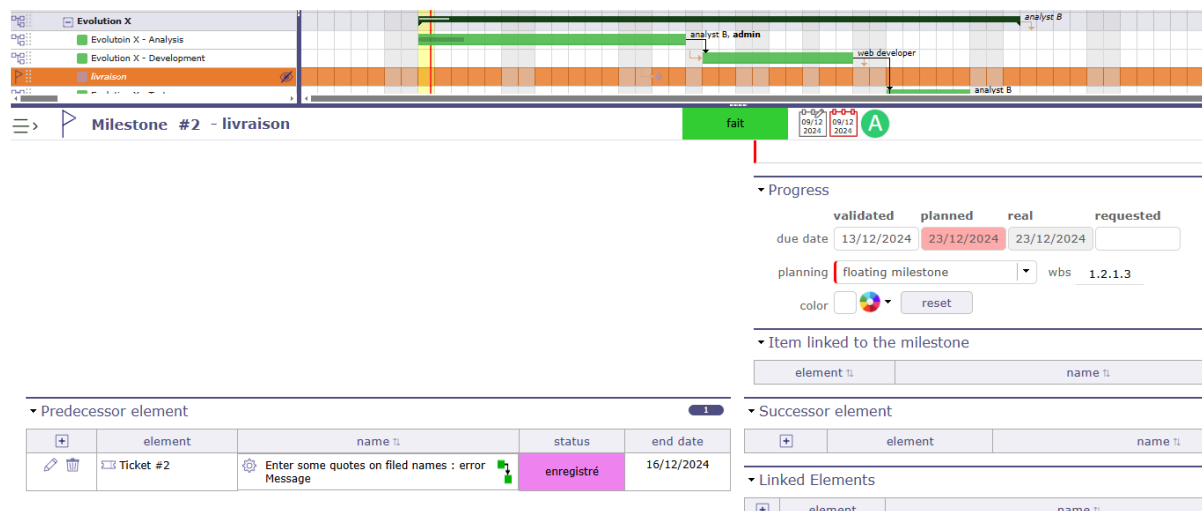 Evolution X
analyst B
Evolutoin X - Analysis
analyst B, admin
Evolution X - Development
web developer
livraison
analyst B
Milestone #2 - livraison
fait
09/12
2024
09/12
2024
A
Progress
validated planned real requested
due date 13/12/2024 23/12/2024 23/12/2024
planning floating milestone wbs 1.2.1.3
color reset
Item linked to the milestone
element name
Predecessor element 1
element name status end date
Ticket #2 Enter some quotes on filed names : error enregistré 16/12/2024
Message
Successor element
element name
Linked Elements
element name